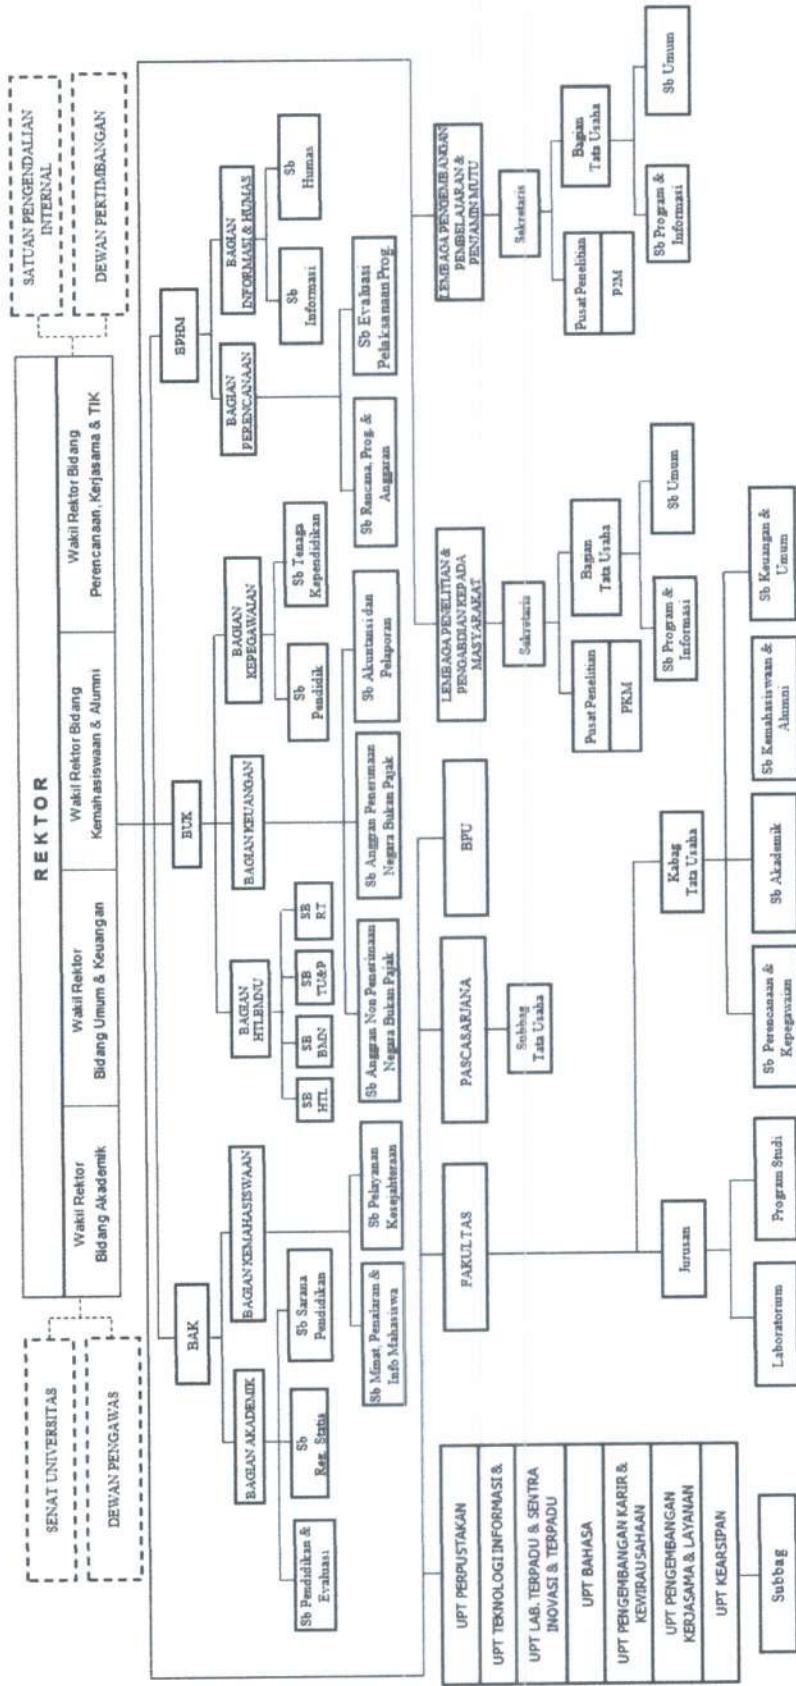 SENAT UNIVERSITAS
DEWAN PENGAWAS
REKTOR
Wakil Rektor
Bidang Akademik
Wakil Rektor
Bidang Umum & Keuangan
Wakil Rektor Bidang
Kemahasiswaan & Alumni
Wakil Rektor Bidang
Perencanaan, Kerjasama & TIK
SATUAN PENGENDALIAN
INTERNAL
DEWAN PERTIMBANGAN
BAK
BUK
BPHM
BAGIAN AKADEMIK
BAGIAN KEMAHASISWAAN
BAGIAN
HTLBMNU
BAGIAN KEUANGAN
BAGIAN
KEPEGAWAIAN
BAGIAN
PERENCANAAN
BAGIAN
INFORMASI & HUMAS
Sb Pendidikan &
Evaluasi
Sb
Reg. Statis
Sb Sarana
Pendidikan
Sb Minat, Penalaran &
Info Mahasiswa
Sb Pelayanan
Kesejahteraan
SB
HTL
SB
BMN
SB
TU&P
SB
RT
Sb Anggran Non Penerimaan
Negara Bukan Pajak
Sb Anggran Penerimaan
Negara Bukan Pajak
Sb Akuntansi dan
Pelaporan
Sb
Pendidik
Sb Tenaga
Kependidikan
Sb Rencana, Prog. &
Anggaran
Sb Evaluasi
Pelaksanaan Prog.
Sb
Informasi
Sb
Humas
UPT PERPUSTAKAN
UPT TEKNOLOGI INFORMASI &
UPT LAB. TERPADU & SENTRA
INOVASI & TERPADU
UPT BAHASA
UPT PENGEMBANGAN KARIR &
KEWIRAUSAHAAN
UPT PENGEMBANGAN
KERJASAMA & LAYANAN
UPT KEARSIPAN
Subbag
FAKULTAS
PASCASARJANA
BPU
LEMBAGA PENELITIAN &
PENGABDIAN KEPADA
MASYARAKAT
LEMBAGA PENGEMBANGAN
PEMBELAJARAN &
PENJAMIN MUTU
Subbag
Tata Usaha
Sekretaris
Pusat Penelitian
PKM
Bagian
Tata Usaha
Sb Program &
Informasi
Sb Umum
Sekretaris
Pusat Penelitian
P2M
Bagian
Tata Usaha
Sb Program &
Informasi
Sb Umum
Jurusan
Kabag
Tata Usaha
Laboratorium
Program Studi
Sb Perencanaan &
Kepegawaian
Sb Akademik
Sb Kemahasiswaan &
Alumni
Sb Keuangan &
Umum